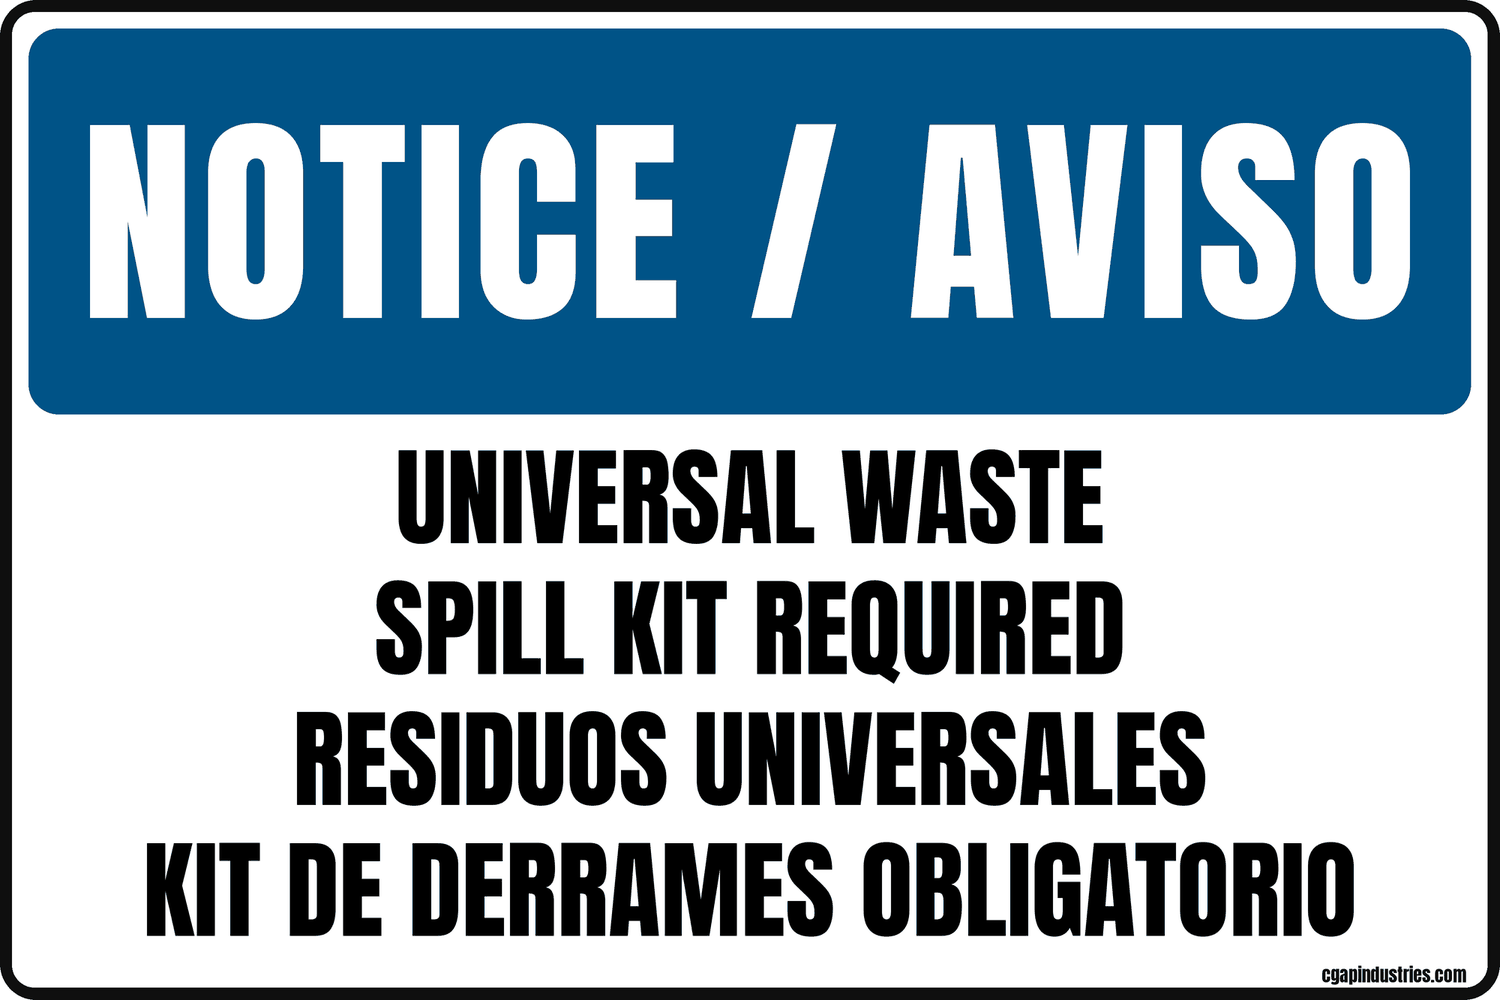 NOTICE / AVISO
UNIVERSAL WASTE
SPILL KIT REQUIRED
RESIDUOS UNIVERSALES
KIT DE DERRAMES OBLIGATORIO
cgapindustries.com